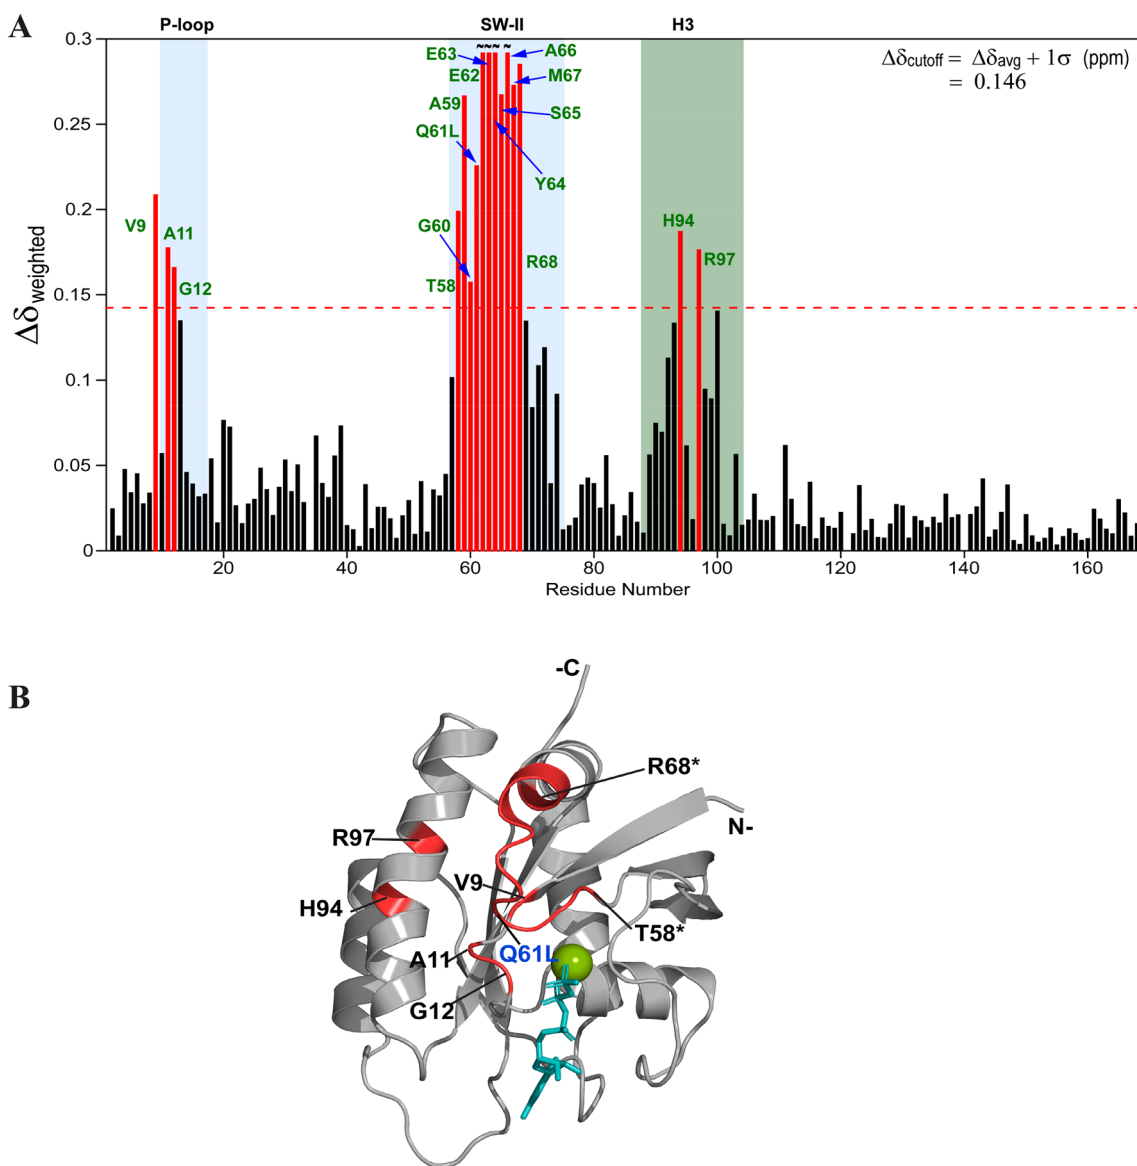 A
P-loop SW-II H3
0.3
0.25
0.2
0.15
0.1
0.05
0
Δδweighted
Δδcutoff = Δδavg + 1σ (ppm)
= 0.146
V9
A11
G12
E63
E62
A59
Q61L
G60
T58
A66
M67
S65
Y64
R68
H94
R97
20 40 60 80 100 120 140 160
Residue Number
B
-C
R68*
N-
R97
V9
H94
T58*
A11
Q61L
G12